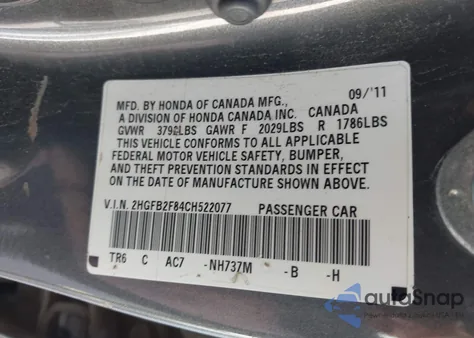 MFD. BY HONDA OF CANADA MFG., 09/'11
A DIVISION OF HONDA CANADA INC. CANADA
GVWR 3798LBS GAWR F 2029LBS R 1786LBS
THIS VEHICLE CONFORMS TO ALL APPLICABLE
FEDERAL MOTOR VEHICLE SAFETY, BUMPER,
AND THEFT PREVENTION STANDARDS IN EFFECT
ON THE DATE OF MANUFACTURE SHOWN ABOVE.
V.I.N. 2HGFB2F84CH522077 PASSENGER CAR
TR6 C AC7 -NH737M -B -H
autaSnap